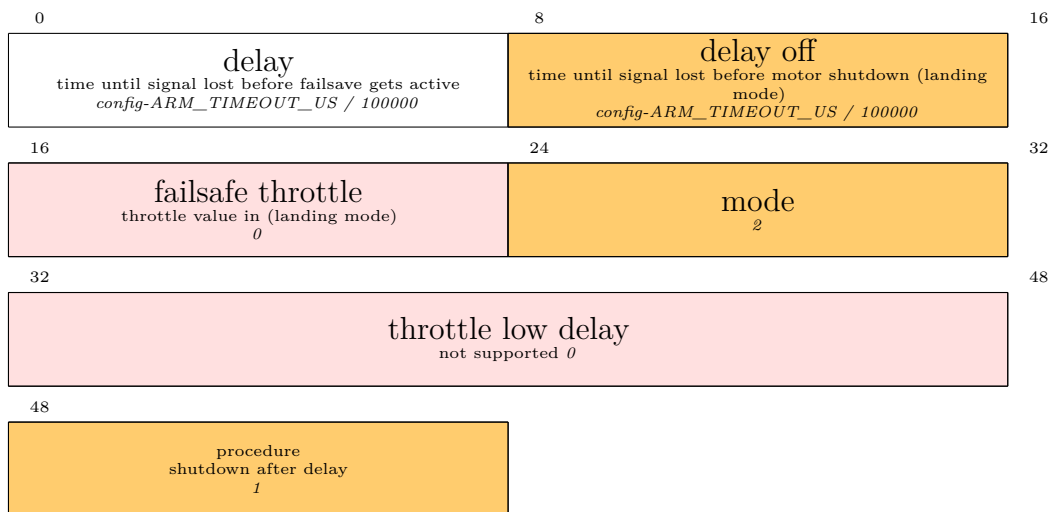 0 8 16
delay
time until signal lost before failsave gets active
config-ARM_TIMEOUT_US / 100000
delay off
time until signal lost before motor shutdown (landing
mode)
config-ARM_TIMEOUT_US / 100000
16 24 32
failsafe throttle
throttle value in (landing mode)
0
mode
2
32 48
throttle low delay
not supported 0
48
procedure
shutdown after delay
1